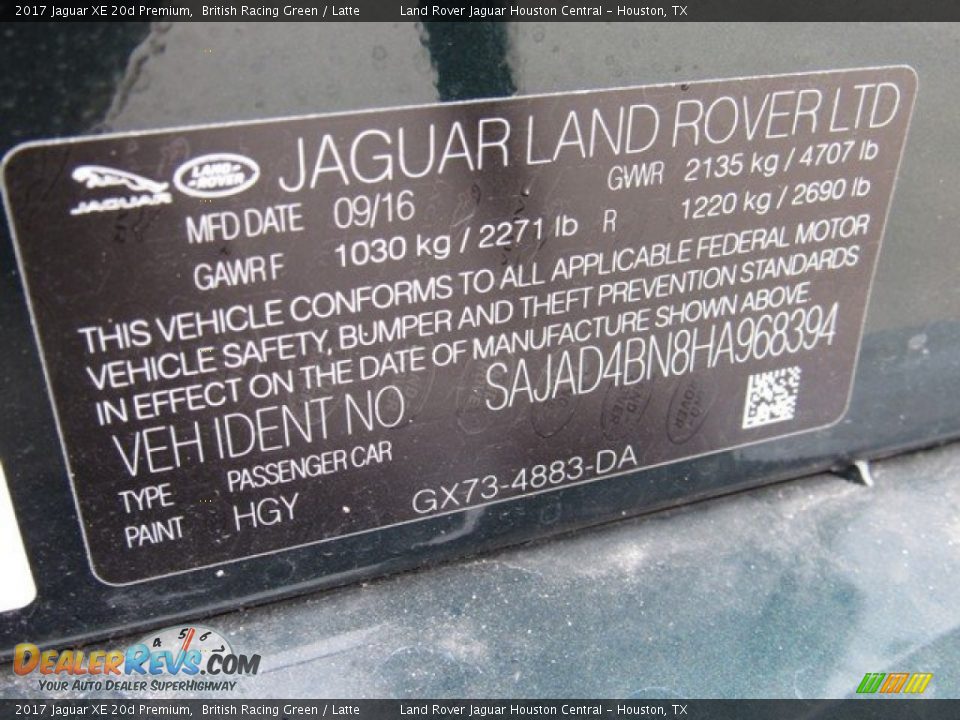 2017 Jaguar XE 20d Premium, British Racing Green / Latte Land Rover Jaguar Houston Central - Houston, TX
JAGUAR LAND-ROVER JAGUAR LAND ROVER LTD
MFD DATE 09/16 GWR 2135 kg / 4707 lb
GAWR F 1030 kg / 2271 lb R 1220 kg / 2690 lb
THIS VEHICLE CONFORMS TO ALL APPLICABLE FEDERAL MOTOR
VEHICLE SAFETY, BUMPER AND THEFT PREVENTION STANDARDS
IN EFFECT ON THE DATE OF MANUFACTURE SHOWN ABOVE.
VEH IDENT NO SAJAD4BN8HA968394
TYPE PASSENGER CAR
PAINT HGY GX73-4883-DA
4 5 6
DEALERREVS.COM
YOUR AUTO DEALER SUPERHIGHWAY
2017 Jaguar XE 20d Premium, British Racing Green / Latte Land Rover Jaguar Houston Central - Houston, TX